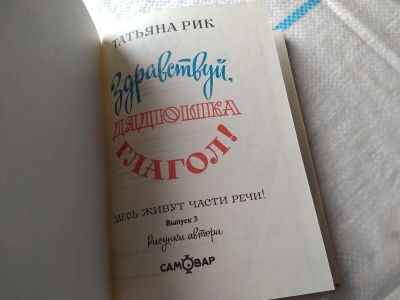 ТАТЬЯНА РИК
Здравствуй,
ДЯДЮШКА
ГЛАГОЛ!
ЗДЕСЬ ЖИВУТ ЧАСТИ РЕЧИ!
Выпуск 3
Рисунки автора
САМОВАР